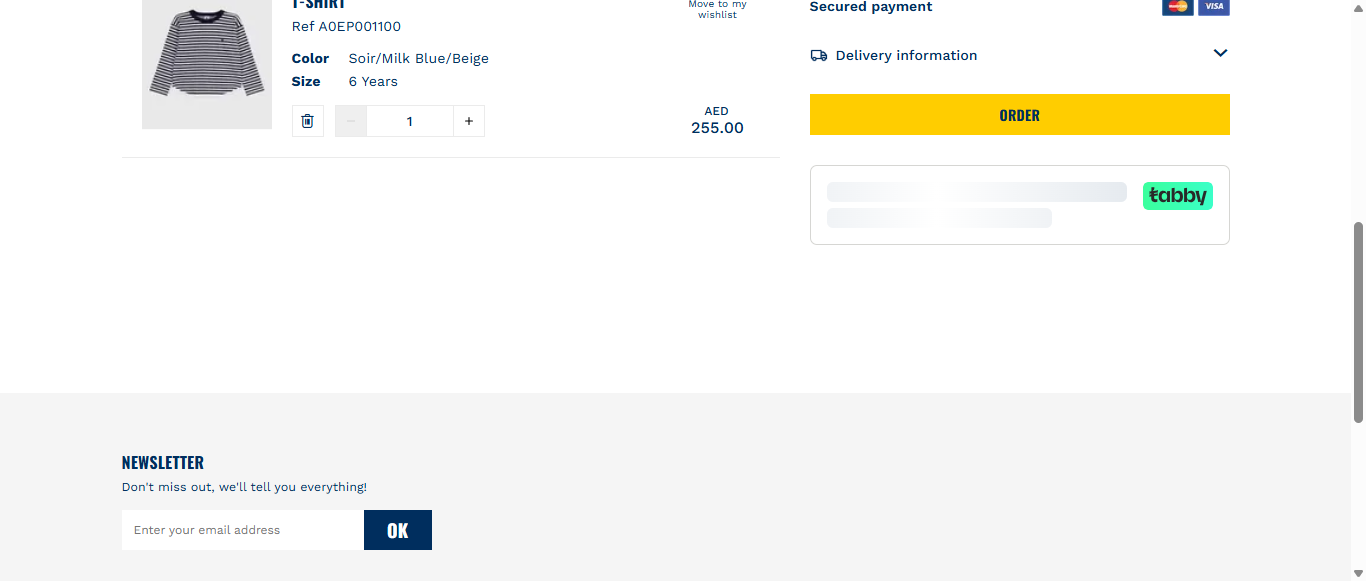 T-SHIRT
Ref A0EP001100
Color Soir/Milk Blue/Beige
Size 6 Years
− 1 +
Move to my
wishlist
AED
255.00
Secured payment
VISA
Delivery information
ORDER
tabby
NEWSLETTER
Don't miss out, we'll tell you everything!
Enter your email address
OK